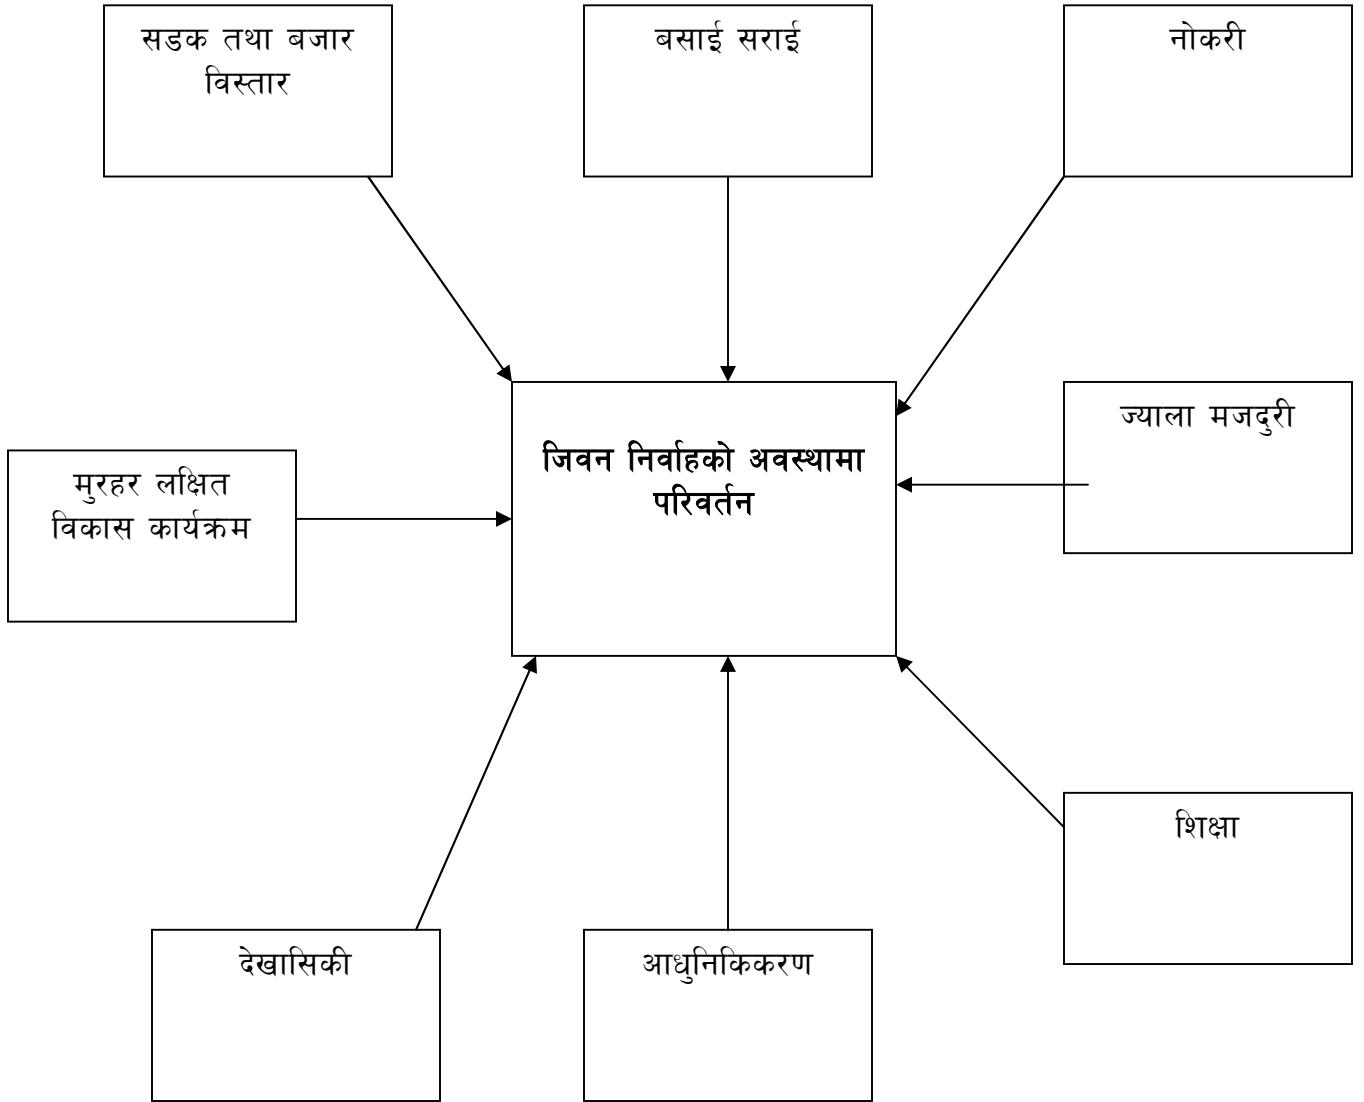 सडक तथा बजार
विस्तार
बसाई सराई
नोकरी
ज्याला मजदुरी
जिवन निर्वाहको अवस्थामा
परिवर्तन
मुरहर लक्षित
विकास कार्यक्रम
शिक्षा
देखासिकी
आधुनिकिकरण